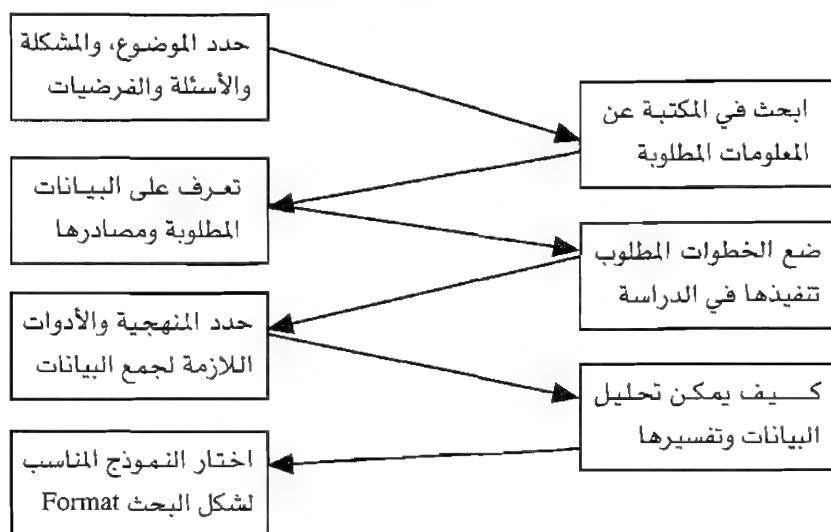 حدد الموضوع، والمشكلة
والأسئلة والفرضيات
ابحث في المكتبة عن
المعلومات المطلوبة
تعرف على البيانات
المطلوبة ومصادرها
ضع الخطوات المطلوب
تنفيذها في الدراسة
حدد المنهجية والأدوات
اللازمة لجمع البيانات
كيف يمكن تحليل
البيانات وتفسيرها
اختار النموذج المناسب
لشكل البحث Format